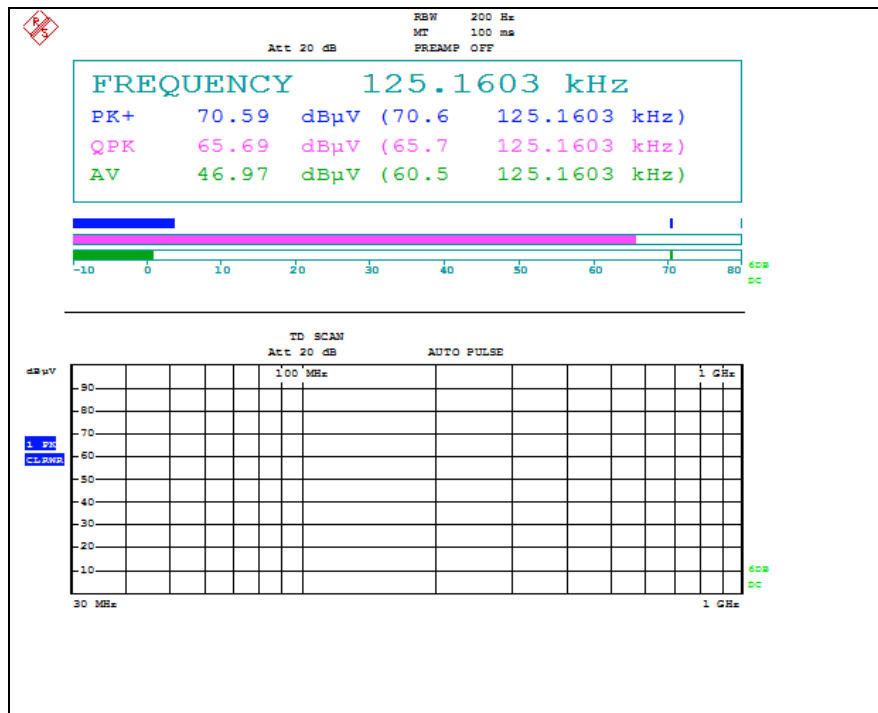 R S
RBW 200 Hz
MT 100 ms
Att 20 dB PREAMP OFF
FREQUENCY 125.1603 kHz
PK+ 70.59 dBµV (70.6 125.1603 kHz)
QPK 65.69 dBµV (65.7 125.1603 kHz)
AV 46.97 dBµV (60.5 125.1603 kHz)
-10 0 10 20 30 40 50 60 70 80 6DB
DC
TD SCAN
Att 20 dB AUTO PULSE
dBµV 100 MHz 1 GHz
90
80
70
1 PK
60
CLRWR
50
40
30
20
10 6DB
DC
30 MHz 1 GHz